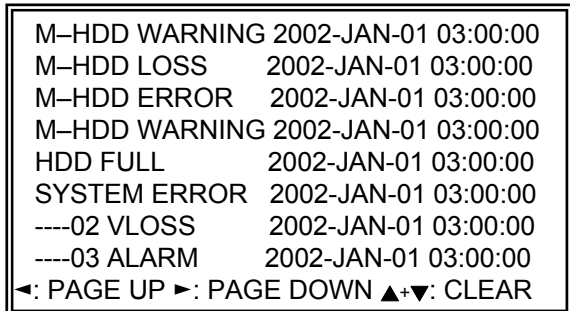 M–HDD WARNING 2002-JAN-01 03:00:00
M–HDD LOSS 2002-JAN-01 03:00:00
M–HDD ERROR 2002-JAN-01 03:00:00
M–HDD WARNING 2002-JAN-01 03:00:00
HDD FULL 2002-JAN-01 03:00:00
SYSTEM ERROR 2002-JAN-01 03:00:00
----02 VLOSS 2002-JAN-01 03:00:00
----03 ALARM 2002-JAN-01 03:00:00
◄: PAGE UP ►: PAGE DOWN ▲+▼: CLEAR